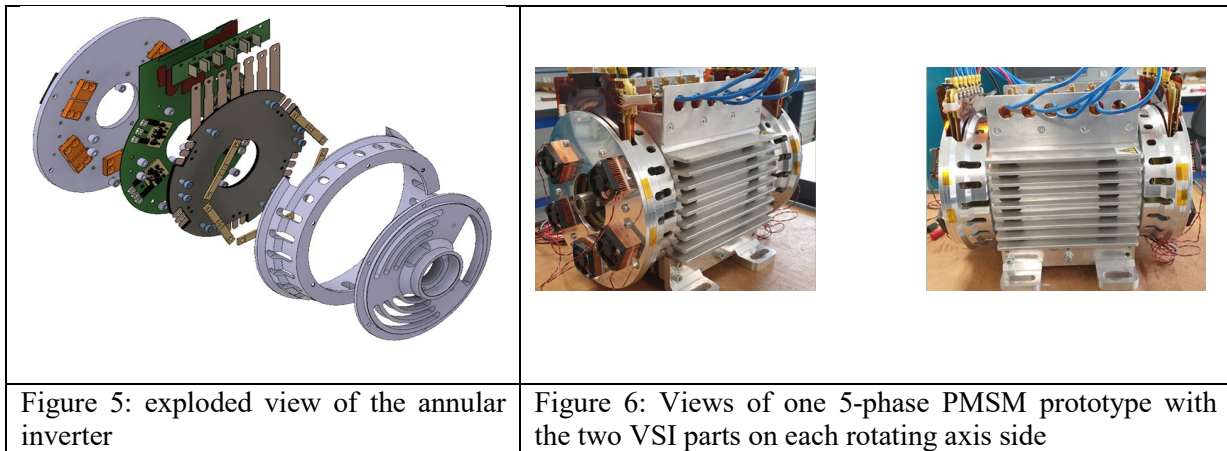 Figure 5: exploded view of the annular
inverter
Figure 6: Views of one 5-phase PMSM prototype with
the two VSI parts on each rotating axis side